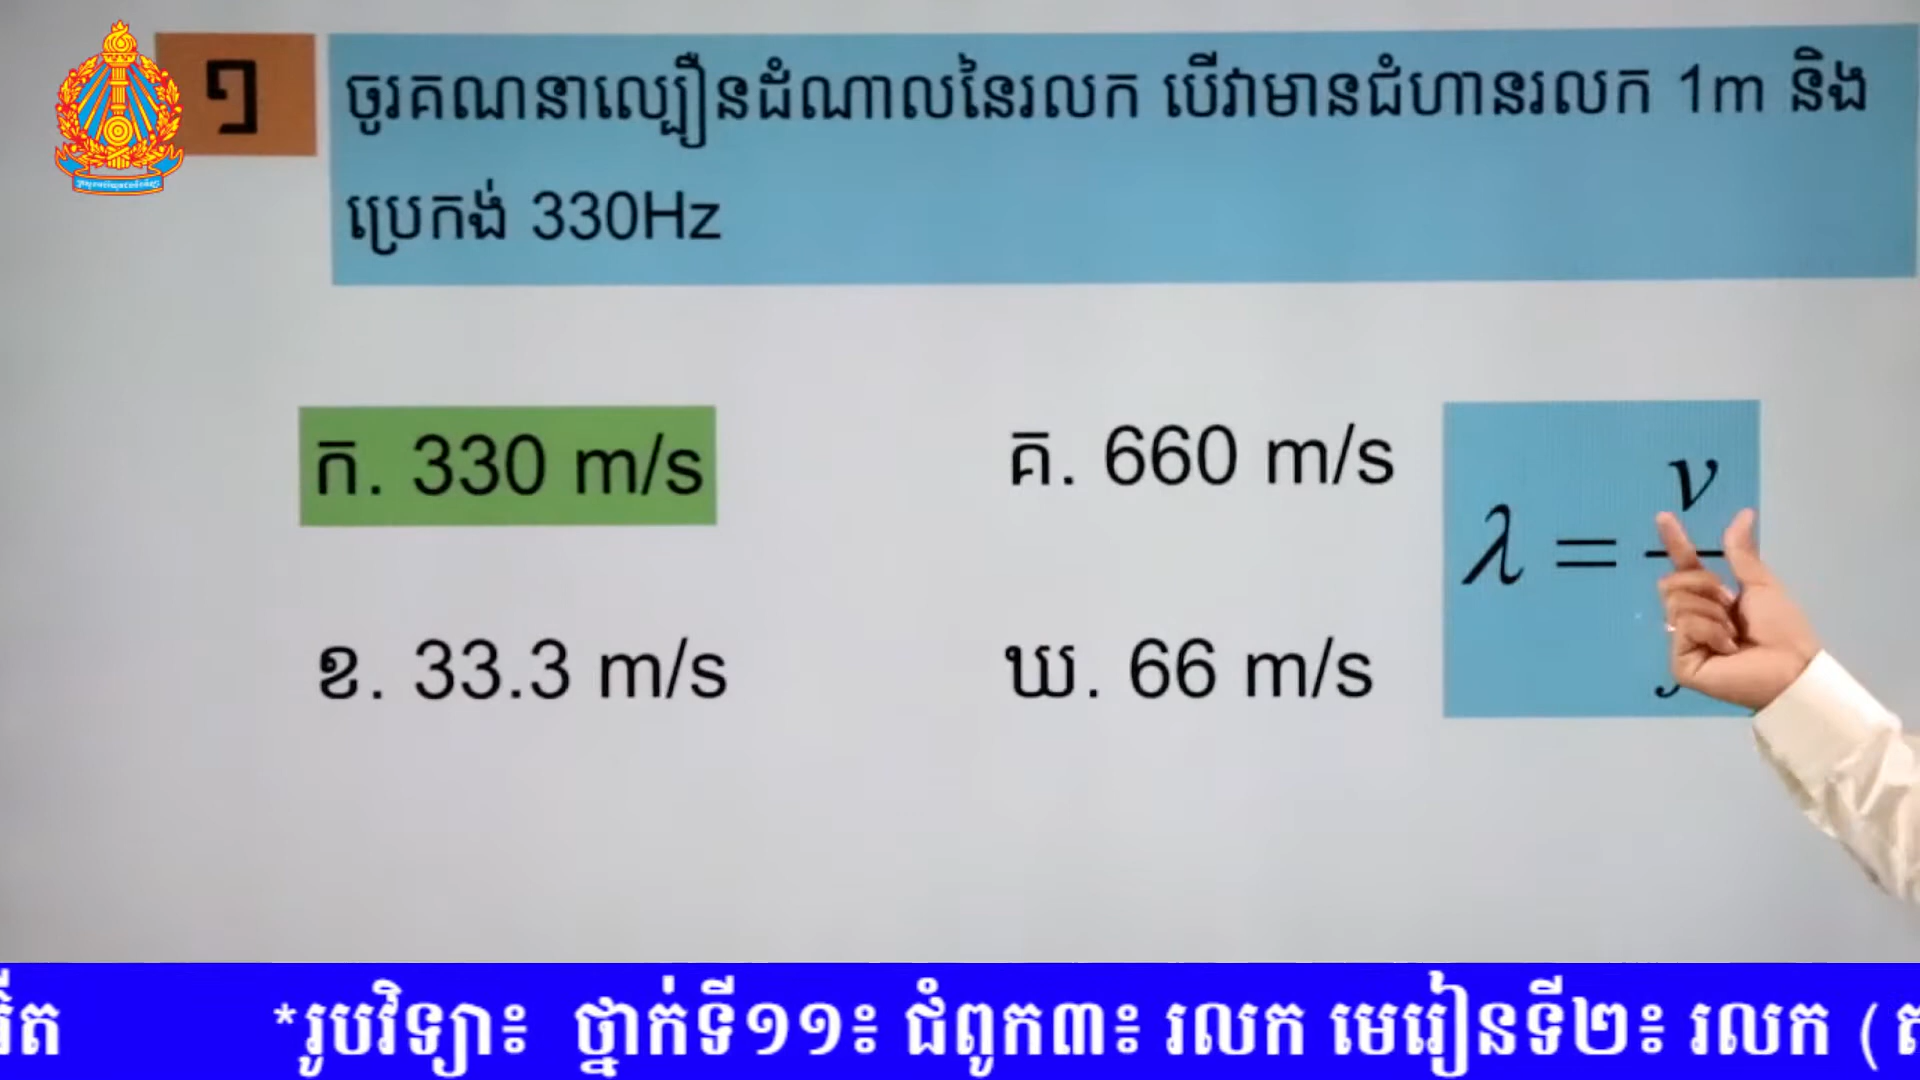 ១
ចូរគណនាល្បឿនដំណាលនៃរលក បើវាមានជំហានរលក 1m និង
ប្រេកង់ 330Hz
ក. 330 m/s
គ. 660 m/s
ខ. 33.3 m/s
ឃ. 66 m/s
λ = v
*រូបវិទ្យា៖ ថ្នាក់ទី១១៖ ជំពូក៣៖ រលក មេរៀនទី២៖ រលក (